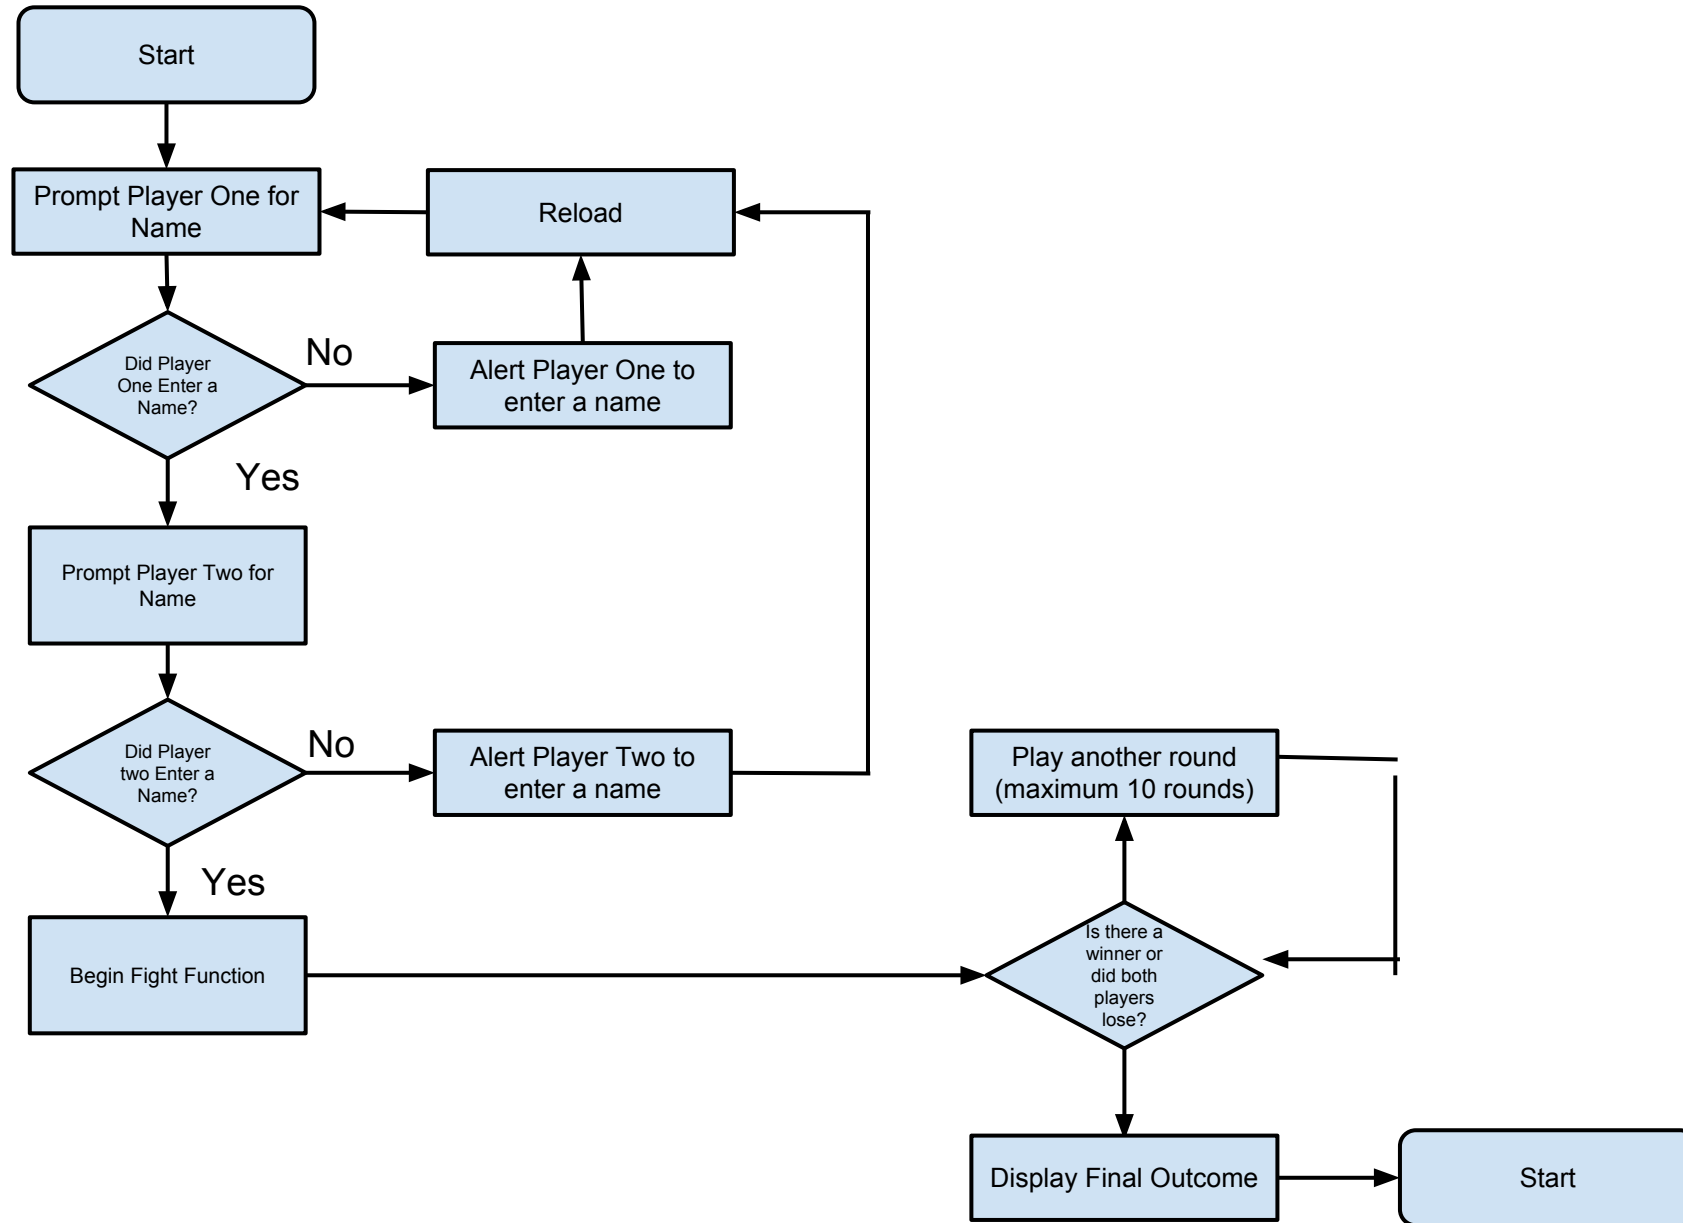 Start
Prompt Player One for
Name
Reload
Did Player
One Enter a
Name?
No
Alert Player One to
enter a name
Yes
Prompt Player Two for
Name
Did Player
two Enter a
Name?
No
Alert Player Two to
enter a name
Yes
Begin Fight Function
Play another round
(maximum 10 rounds)
Is there a
winner or
did both
players
lose?
Display Final Outcome
Start